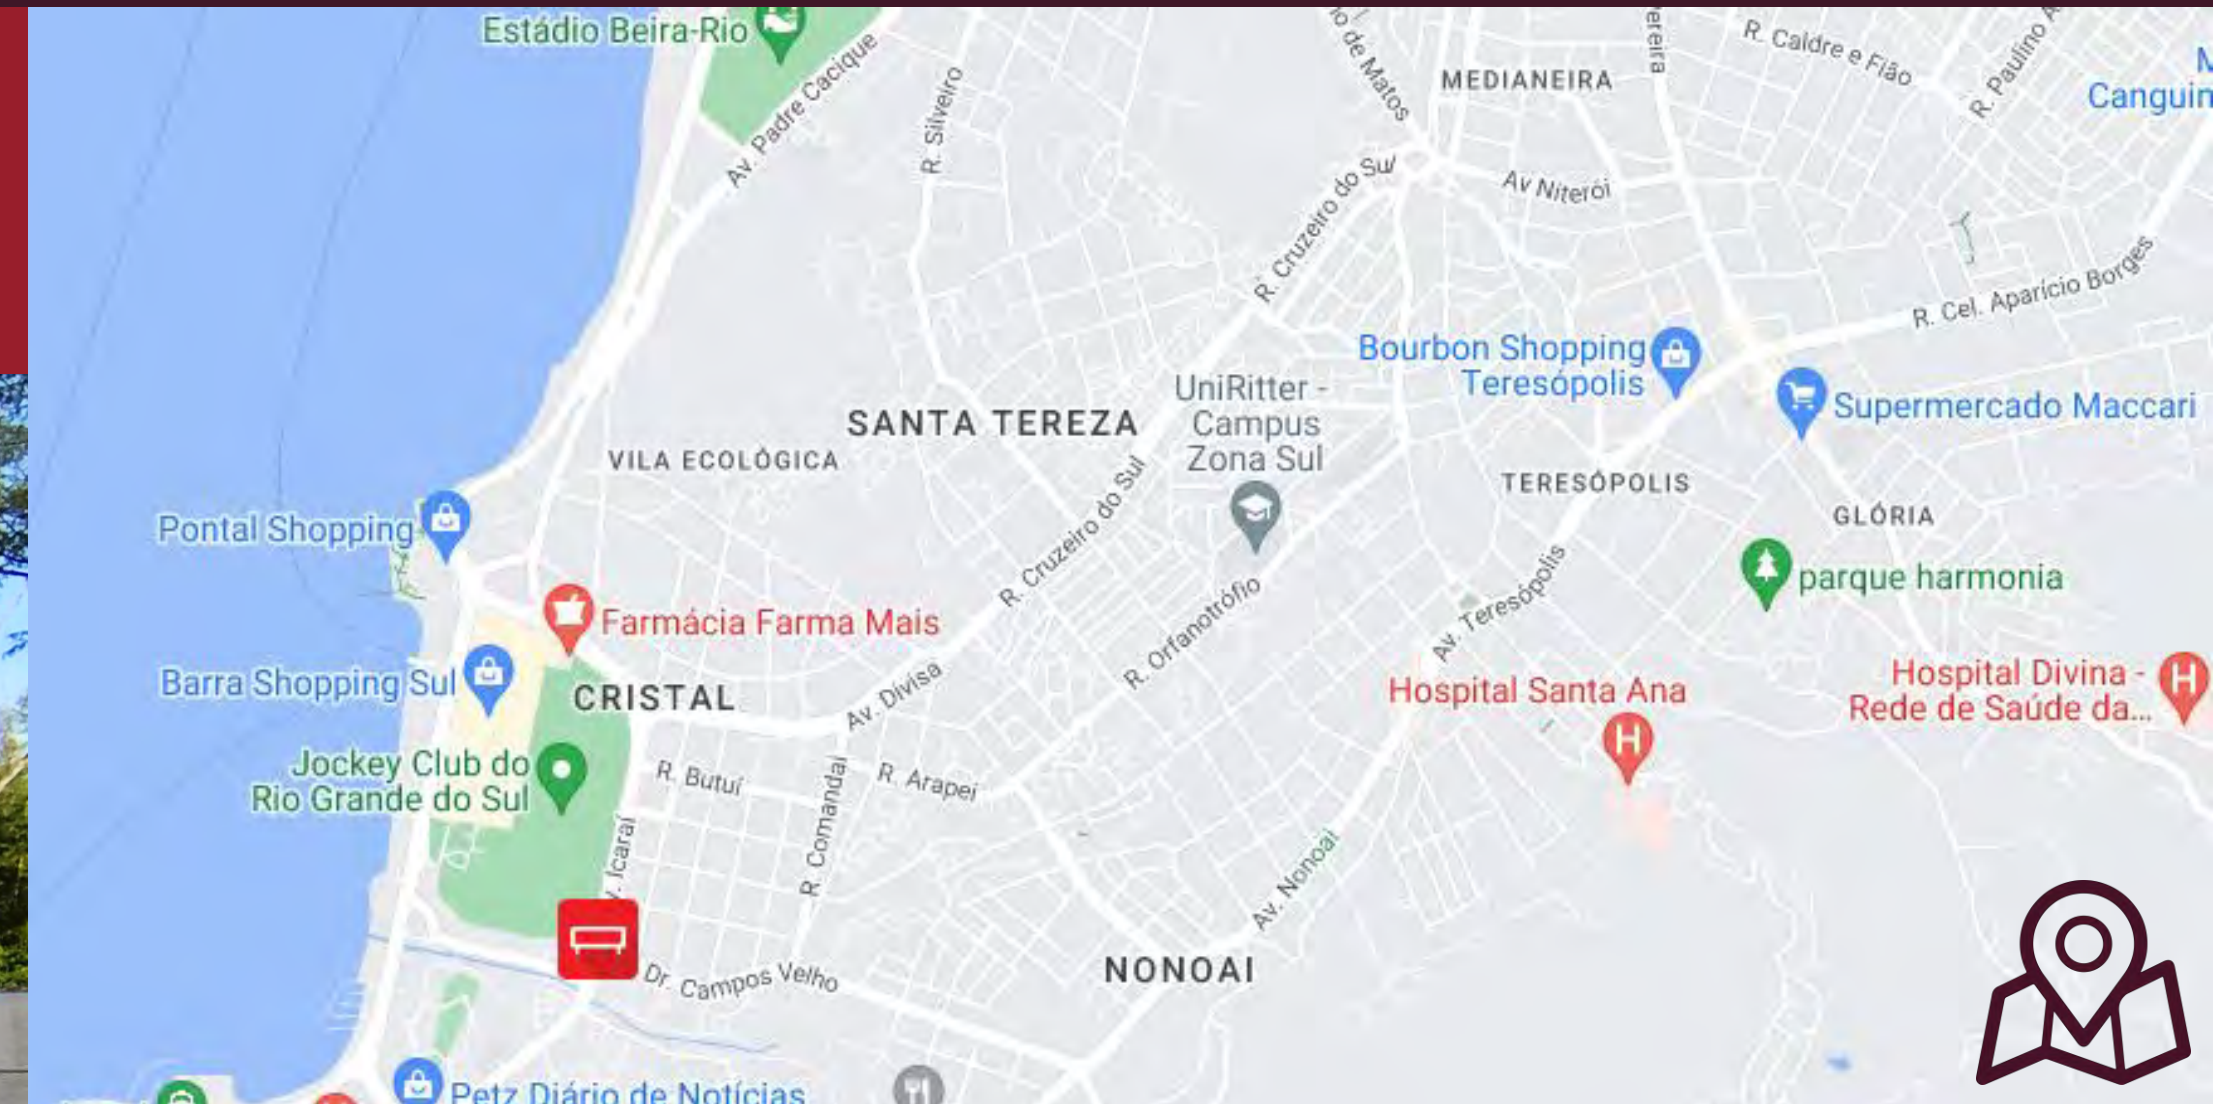 Estádio Beira-Rio
Av. Padre Cacique
R. Silveiro
de Matos
MEDIANEIRA
R. Caldre e Fião
R. Paulino
R. Cruzeiro do Sul
Av Niterói
R. Cel. Aparício Borges
Bourbon Shopping
Teresópolis
Supermercado Maccari
UniRitter -
Campus
Zona Sul
SANTA TEREZA
VILA ECOLÓGICA
R. Cruzeiro do Sul
TERESÓPOLIS
GLÓRIA
Pontal Shopping
parque harmonia
Av. Teresópolis
R. Orfanotrófio
Farmácia Farma Mais
Barra Shopping Sul
CRISTAL
Av. Divisa
Hospital Santa Ana
Hospital Divina -
Rede de Saúde da...
H
H
Jockey Club do
Rio Grande do Sul
R. Butuí
R. Comandaí
R. Arapei
Icaraí
Av. Nonoai
NONOAI
Dr. Campos Velho
Petz Diário de Notícias